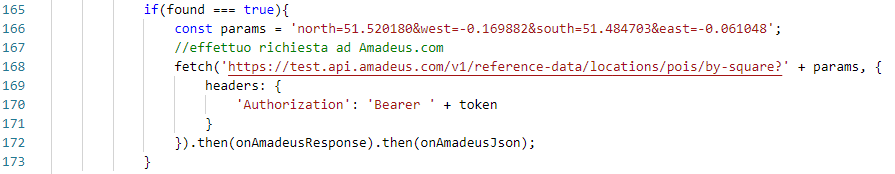 165 if(found === true){
166 const params = 'north=51.520180&west=-0.169882&south=51.484703&east=-0.061048';
167 //effettuo richiesta ad Amadeus.com
168 fetch('https://test.api.amadeus.com/v1/reference-data/locations/pois/by-square?' + params, {
169 headers: {
170 'Authorization': 'Bearer ' + token
171 }
172 }).then(onAmadeusResponse).then(onAmadeusJson);
173 }